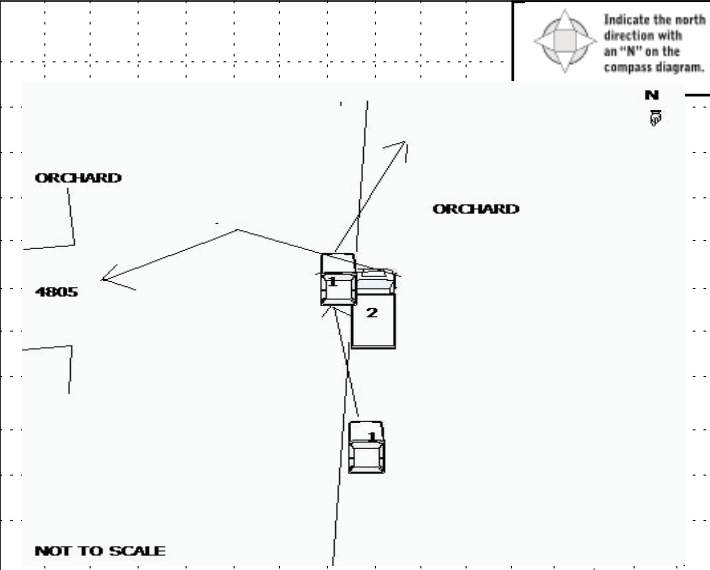 Indicate the north
direction with
an “N” on the
compass diagram.
N
ORCHARD
ORCHARD
4805
1
2
1
NOT TO SCALE